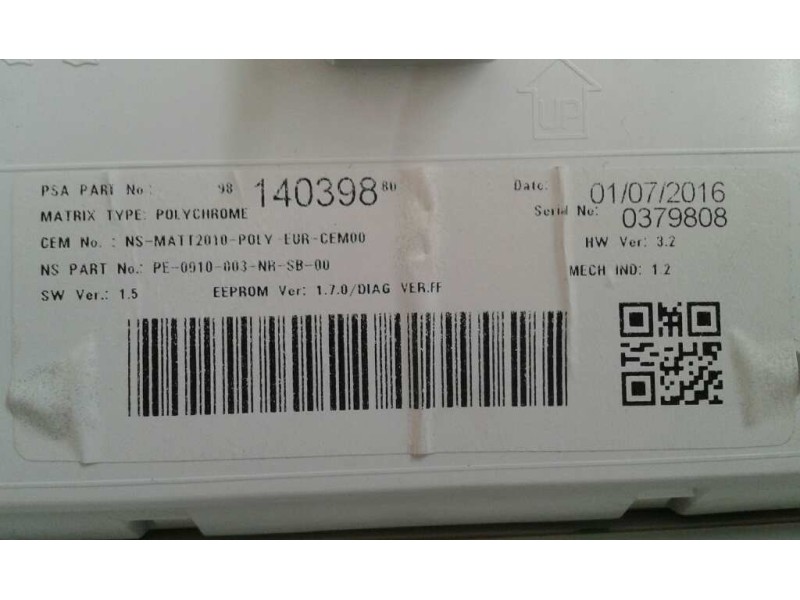 UP
PSA PART No: 98 140398 80 Date: 01/07/2016
MATRIX TYPE: POLYCHROME Serial No: 0379808
CEM No.: NS-MATT2010-POLY-EUR-CEM00 HW Ver: 3.2
NS PART No.: PE-0910-803-NR-SB-00 MECH IND: 1.2
SW Ver.: 1.5 EEPROM Ver: 1.7.0/DIAG VER.FF